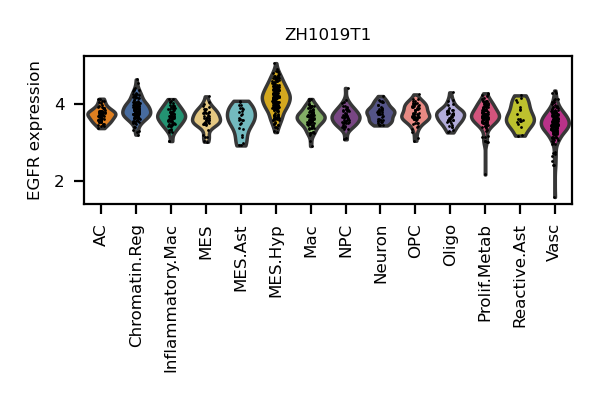 ZH1019T1
EGFR expression
4
2
AC
Chromatin.Reg
Inflammatory.Mac
MES
MES.Ast
MES.Hyp
Mac
NPC
Neuron
OPC
Oligo
Prolif.Metab
Reactive.Ast
Vasc